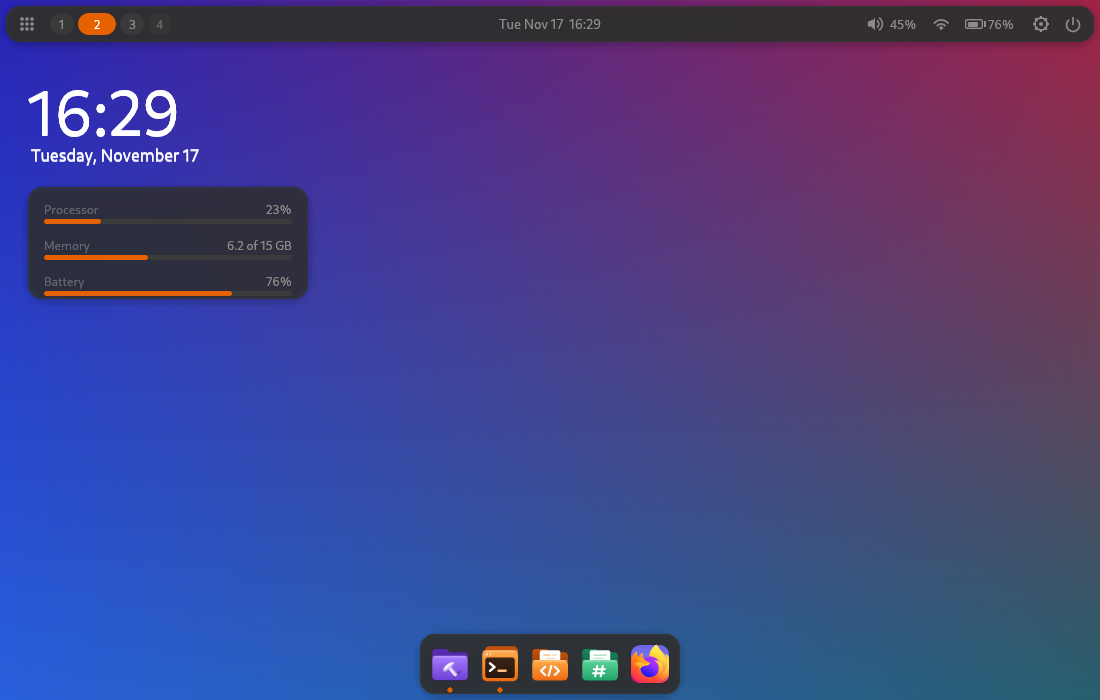 1 2 3 4 Tue Nov 17 16:29 45% 76%
16:29
Tuesday, November 17
Processor 23%
Memory 6.2 of 15 GB
Battery 76%